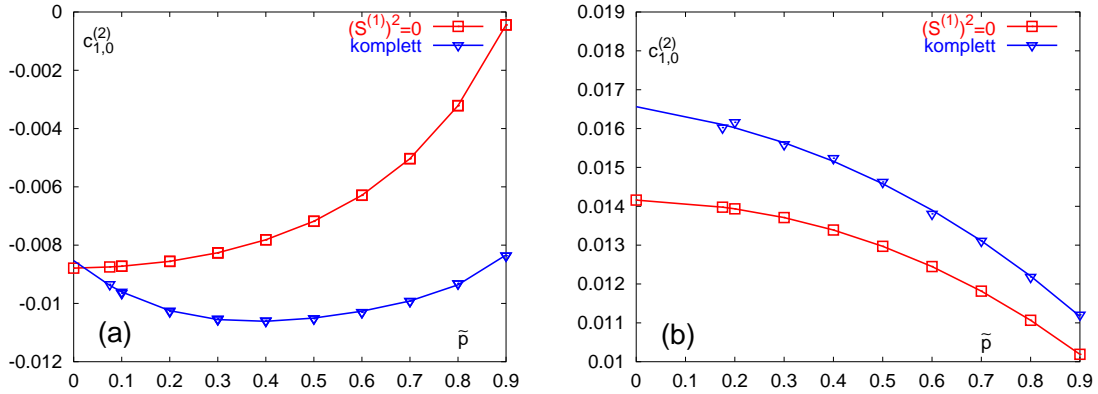 0
-0.002
-0.004
-0.006
-0.008
-0.01
-0.012
0 0.1 0.2 0.3 0.4 0.5 0.6 0.7 0.8 0.9
c_{1,0}^{(2)}
(S^{(1)})^2=0
komplett
(a)
p̃
0.019
0.018
0.017
0.016
0.015
0.014
0.013
0.012
0.011
0.01
0 0.1 0.2 0.3 0.4 0.5 0.6 0.7 0.8 0.9
c_{1,0}^{(2)}
(S^{(1)})^2=0
komplett
(b)
p̃